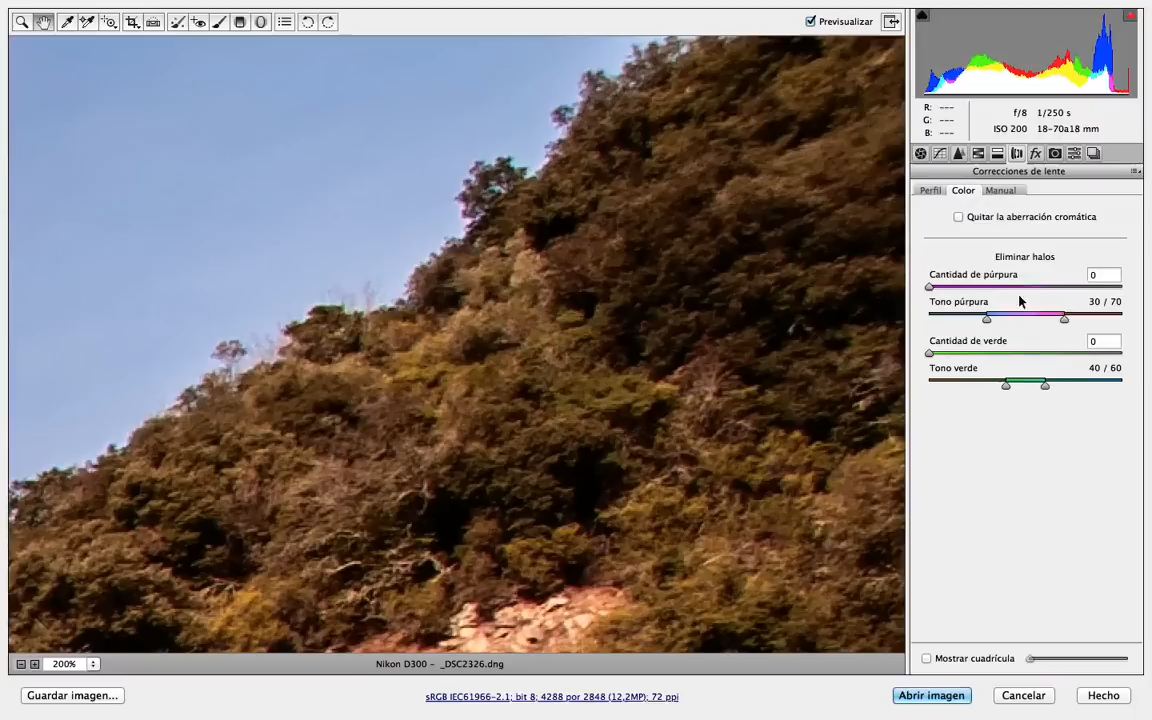 Previsualizar
R: ---
G: ---
B: ---
f/8 1/250 s
ISO 200 18-70a18 mm
fx
Correcciones de lente
Perfil Color Manual
Quitar la aberración cromática
Eliminar halos
Cantidad de púrpura 0
Tono púrpura 30 / 70
Cantidad de verde 0
Tono verde 40 / 60
Mostrar cuadrícula
200% Nikon D300 - _DSC2326.dng
Guardar imagen... sRGB IEC61966-2.1; bit 8; 4288 por 2848 (12,2MP); 72 ppi Abrir imagen Cancelar Hecho